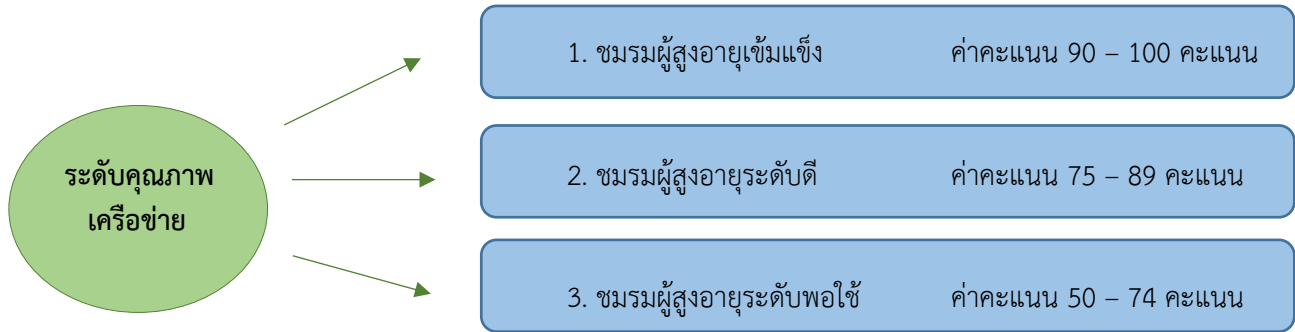 ระดับคุณภาพ
เครือข่าย
1. ชมรมผู้สูงอายุเข้มแข็ง ค่าคะแนน 90 – 100 คะแนน
2. ชมรมผู้สูงอายุระดับดี ค่าคะแนน 75 – 89 คะแนน
3. ชมรมผู้สูงอายุระดับพอใช้ ค่าคะแนน 50 – 74 คะแนน